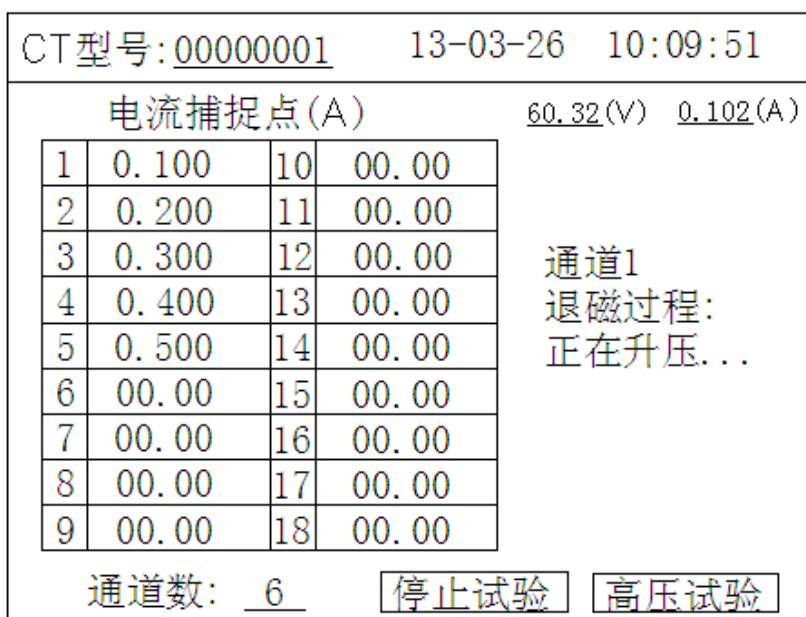 CT型号:00000001 13-03-26 10:09:51
电流捕捉点(A) 60.32(V) 0.102(A)
1 0.100 10 00.00
2 0.200 11 00.00
3 0.300 12 00.00
4 0.400 13 00.00
5 0.500 14 00.00
6 00.00 15 00.00
7 00.00 16 00.00
8 00.00 17 00.00
9 00.00 18 00.00
通道1
退磁过程:
正在升压...
通道数: 6 停止试验 高压试验